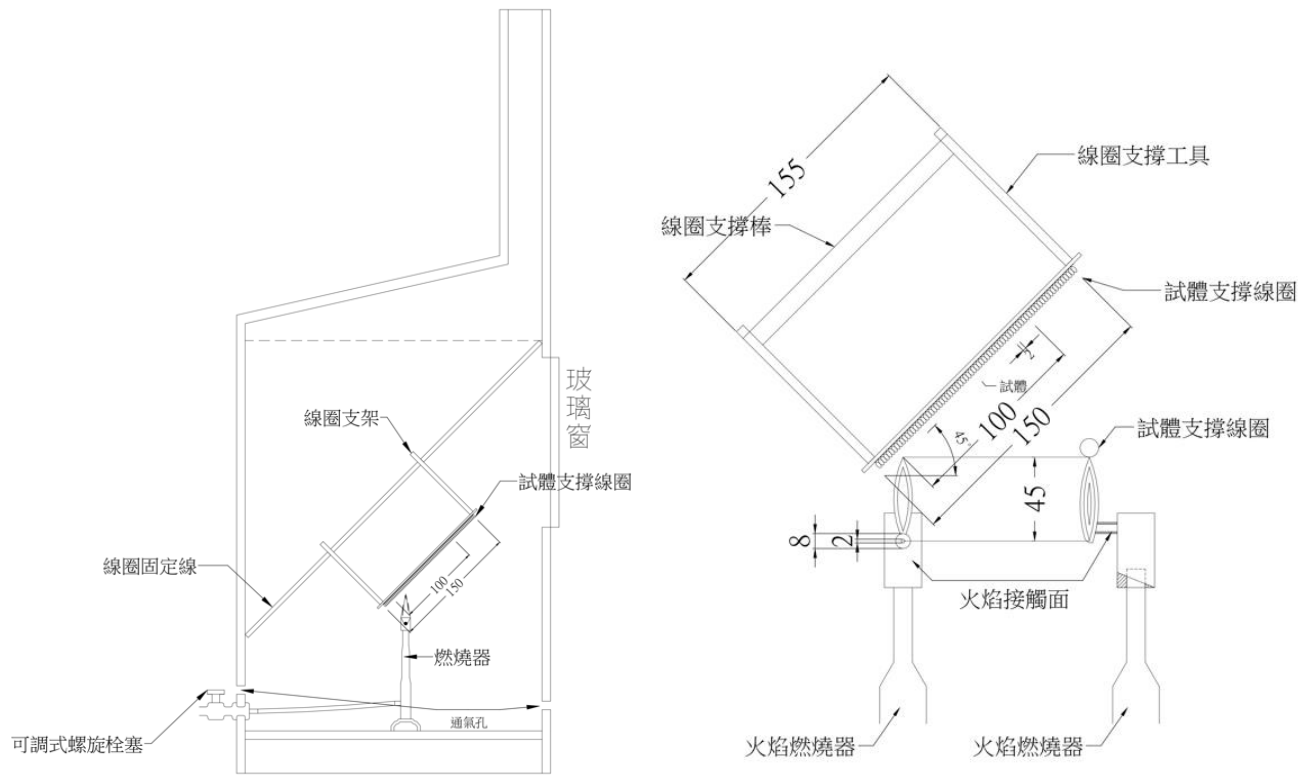 玻璃窗
線圈支架
試體支撐線圈
100
150
線圈固定線
燃燒器
通氣孔
可調式螺旋栓塞
155
線圈支撐工具
線圈支撐棒
試體支撐線圈
2
試體
100
150
45°
試體支撐線圈
45
8
2
火焰接觸面
火焰燃燒器
火焰燃燒器